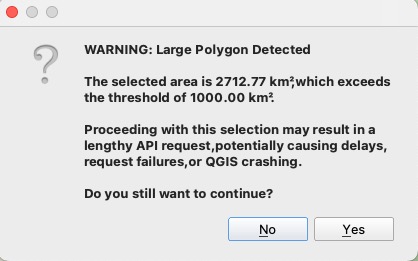 WARNING: Large Polygon Detected
The selected area is 2712.77 km²,which exceeds
the threshold of 1000.00 km².
Proceeding with this selection may result in a
lengthy API request,potentially causing delays,
request failures,or QGIS crashing.
Do you still want to continue?
No
Yes